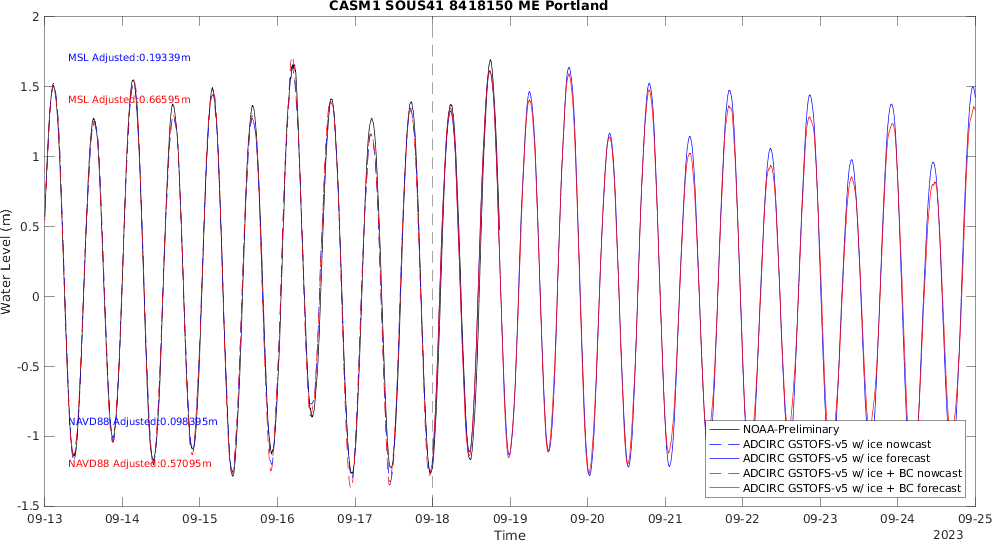 CASM1 SOUS41 8418150 ME Portland
2
1.5
1
0.5
0
-0.5
-1
-1.5
Water Level (m)
MSL Adjusted:0.19339m
MSL Adjusted:0.66595m
NAVD88 Adjusted:0.098395m
NAVD88 Adjusted:0.57095m
NOAA-Preliminary
ADCIRC GSTOFS-v5 w/ ice nowcast
ADCIRC GSTOFS-v5 w/ ice forecast
ADCIRC GSTOFS-v5 w/ ice + BC nowcast
ADCIRC GSTOFS-v5 w/ ice + BC forecast
09-13 09-14 09-15 09-16 09-17 09-18 09-19 09-20 09-21 09-22 09-23 09-24 09-25
Time
2023